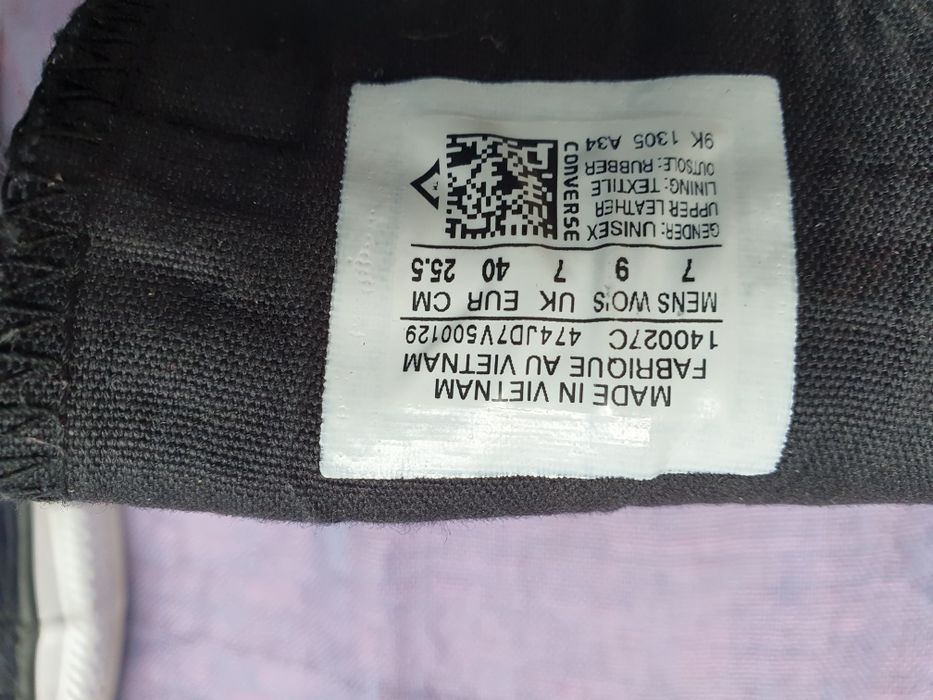 MADE IN VIETNAM
FABRIQUE AU VIETNAM
140027C 474JD7V500129
MENS WO'S UK EUR CM
7 9 7 40 25.5
GENDER: UNISEX
UPPER LEATHER
LINING: TEXTILE
OUTSOLE: RUBBER
9K 1305 A34
CONVERSE